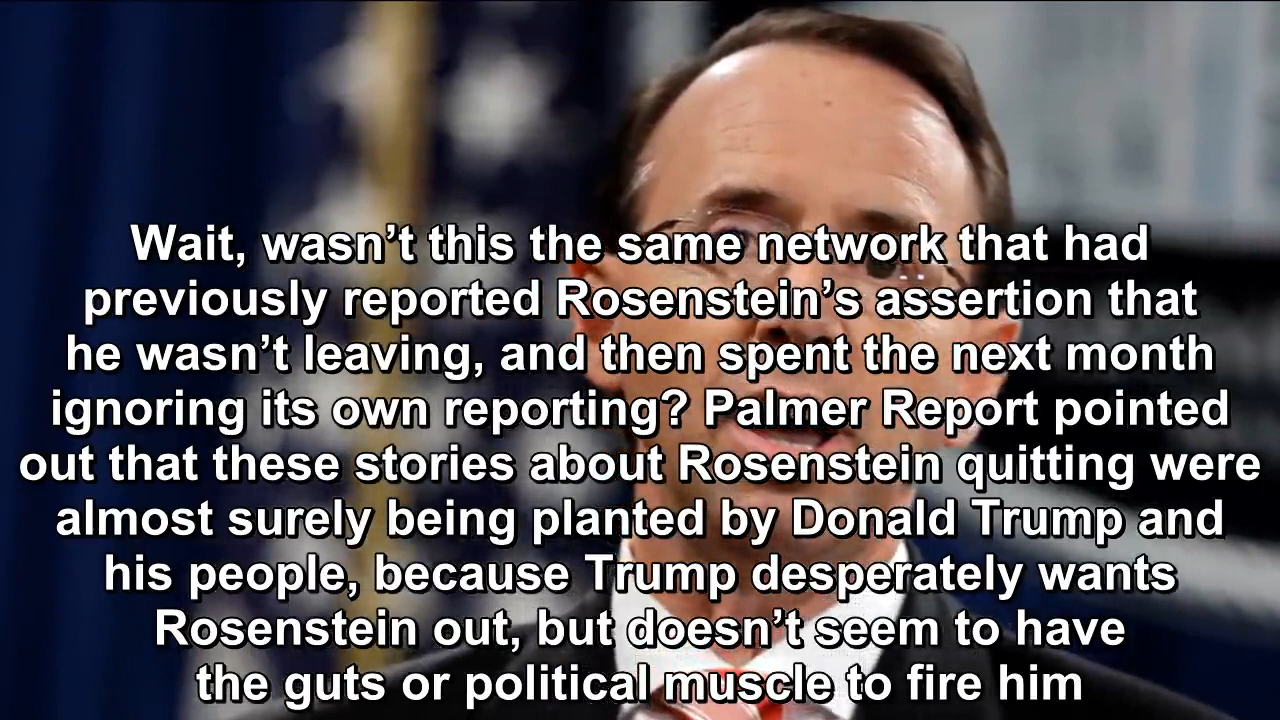 Wait, wasn’t this the same network that had
previously reported Rosenstein’s assertion that
he wasn’t leaving, and then spent the next month
ignoring its own reporting? Palmer Report pointed
out that these stories about Rosenstein quitting were
almost surely being planted by Donald Trump and
his people, because Trump desperately wants
Rosenstein out, but doesn’t seem to have
the guts or political muscle to fire him